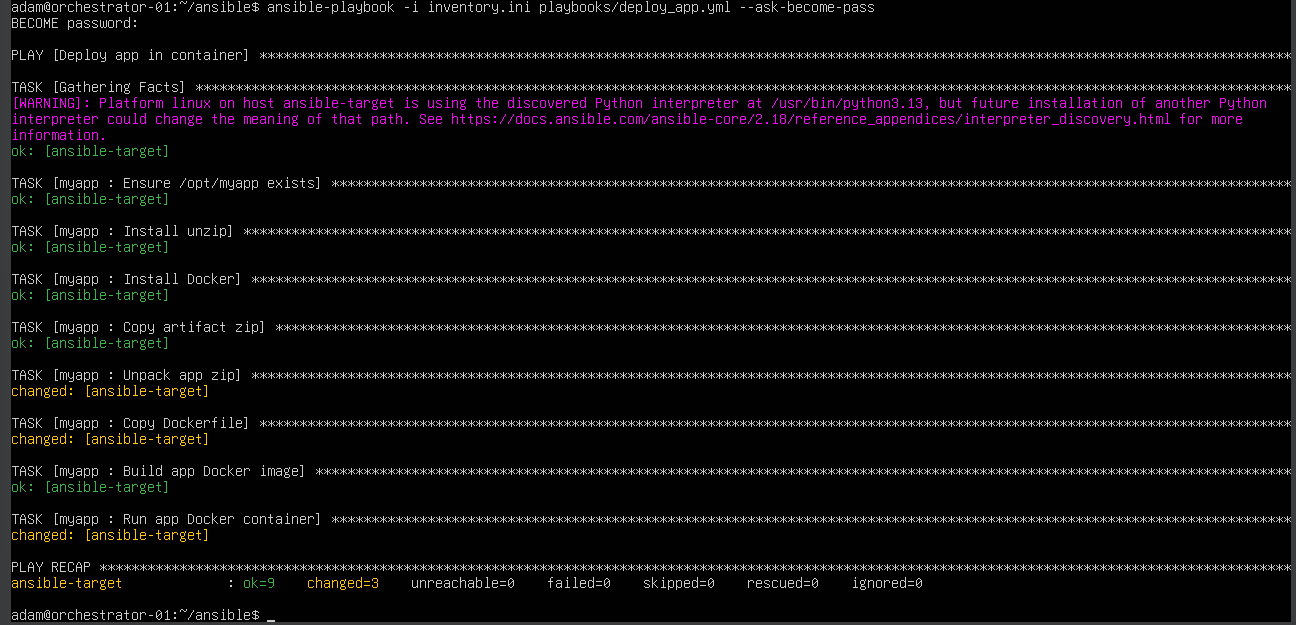 adam@orchestrator-01:~/ansible$ ansible-playbook -i inventory.ini playbooks/deploy_app.yml --ask-become-pass
BECOME password:
PLAY [Deploy app in container] *********************************************************************************************************************************
TASK [Gathering Facts] *****************************************************************************************************************************************
[WARNING]: Platform linux on host ansible-target is using the discovered Python interpreter at /usr/bin/python3.13, but future installation of another Python
interpreter could change the meaning of that path. See https://docs.ansible.com/ansible-core/2.18/reference_appendices/interpreter_discovery.html for more
information.
ok: [ansible-target]
TASK [myapp : Ensure /opt/myapp exists] ************************************************************************************************************************
ok: [ansible-target]
TASK [myapp : Install unzip] ***********************************************************************************************************************************
ok: [ansible-target]
TASK [myapp : Install Docker] **********************************************************************************************************************************
ok: [ansible-target]
TASK [myapp : Copy artifact zip] *******************************************************************************************************************************
ok: [ansible-target]
TASK [myapp : Unpack app zip] **********************************************************************************************************************************
changed: [ansible-target]
TASK [myapp : Copy Dockerfile] *********************************************************************************************************************************
changed: [ansible-target]
TASK [myapp : Build app Docker image] **************************************************************************************************************************
ok: [ansible-target]
TASK [myapp : Run app Docker container] ************************************************************************************************************************
changed: [ansible-target]
PLAY RECAP *****************************************************************************************************************************************************
ansible-target             : ok=9    changed=3    unreachable=0    failed=0    skipped=0    rescued=0    ignored=0
adam@orchestrator-01:~/ansible$ _